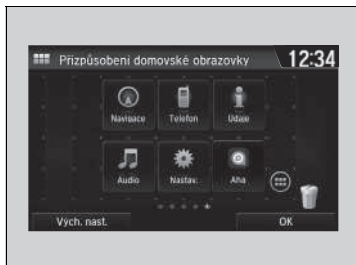 Přizpůsobení domovské obrazovky
12:34
Navigace
Telefon
Údaje
Audio
Nastav.
Aha
Vých. nast.
OK